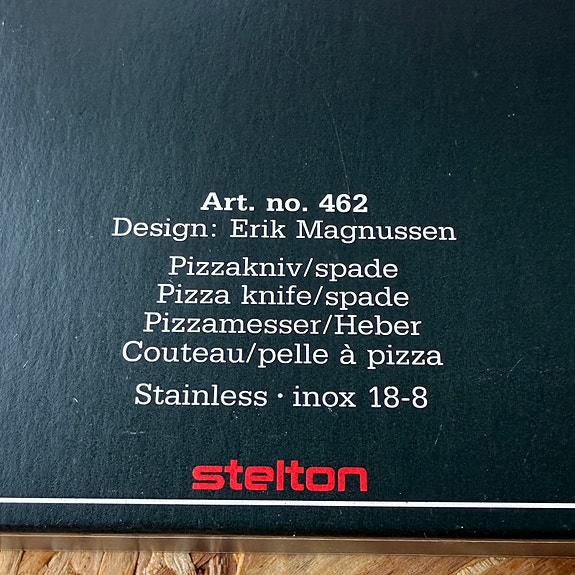 Art. no. 462
Design: Erik Magnussen
Pizzakniv/spade
Pizza knife/spade
Pizzamesser/Heber
Couteau/pelle à pizza
Stainless · inox 18-8
stelton